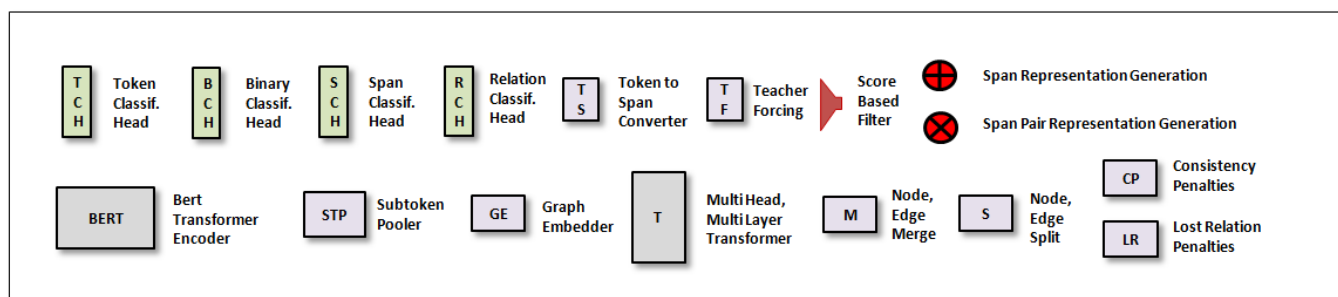 T
C
H
Token
Classif.
Head
B
C
H
Binary
Classif.
Head
S
C
H
Span
Classif.
Head
R
C
H
Relation
Classif.
Head
T
S
Token to
Span
Converter
T
F
Teacher
Forcing
Score
Based
Filter
Span Representation Generation
Span Pair Representation Generation
BERT
Bert
Transformer
Encoder
STP
Subtoken
Pooler
GE
Graph
Embedder
T
Multi Head,
Multi Layer
Transformer
M
Node,
Edge
Merge
S
Node,
Edge
Split
CP
Consistency
Penalties
LR
Lost Relation
Penalties